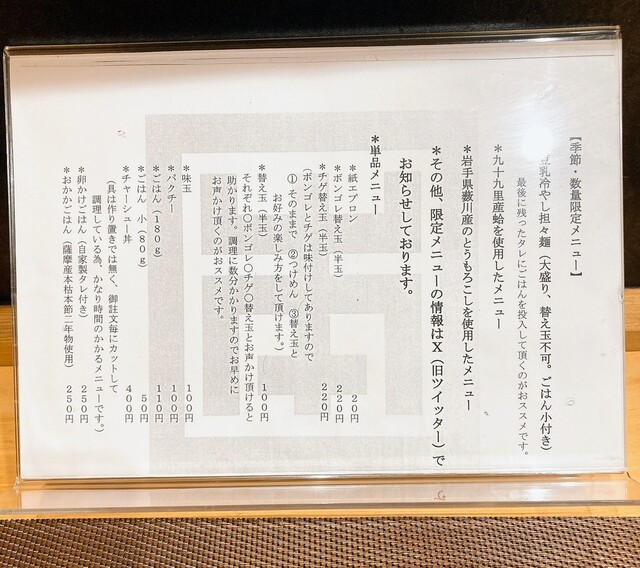 【季節・数量限定メニュー】
乳冷やし担々麺（大盛り、替え玉不可。ごはん小付き）
最後に残ったタレにごはんを投入して頂くのがおススメです。
＊九十九里産蛤を使用したメニュー
＊岩手県薮川産のとうもろこしを使用したメニュー
＊その他、限定メニューの情報はX（旧ツイッター）で
お知らせしております。
＊単品メニュー
＊紙エプロン 20円
＊ボンゴレ替え玉（半玉） 220円
＊チゲ替え玉（半玉） 220円
（ボンゴレとチゲは味付けしてありますので
① そのままで ②つけめん ③替え玉と
お好みの楽しみ方をして頂けます。）
＊替え玉（半玉） 100円
それぞれ〇ボンゴレ〇チゲ〇替え玉とお声かけ頂けると
助かります。調理に数分かかりますのでお早めに
お声かけ頂くのがおススメです。
＊味玉 100円
＊パクチー 100円
＊ごはん（180g） 110円
＊ごはん 小（80g） 50円
＊チャーシュー丼 400円
（具は作り置きでは無く、御註文毎にカットして
調理している為、かなり時間のかかるメニューです。）
＊卵かけごはん（自家製タレ付き） 250円
＊おかかごはん（薩摩産本枯本節二年物使用） 250円